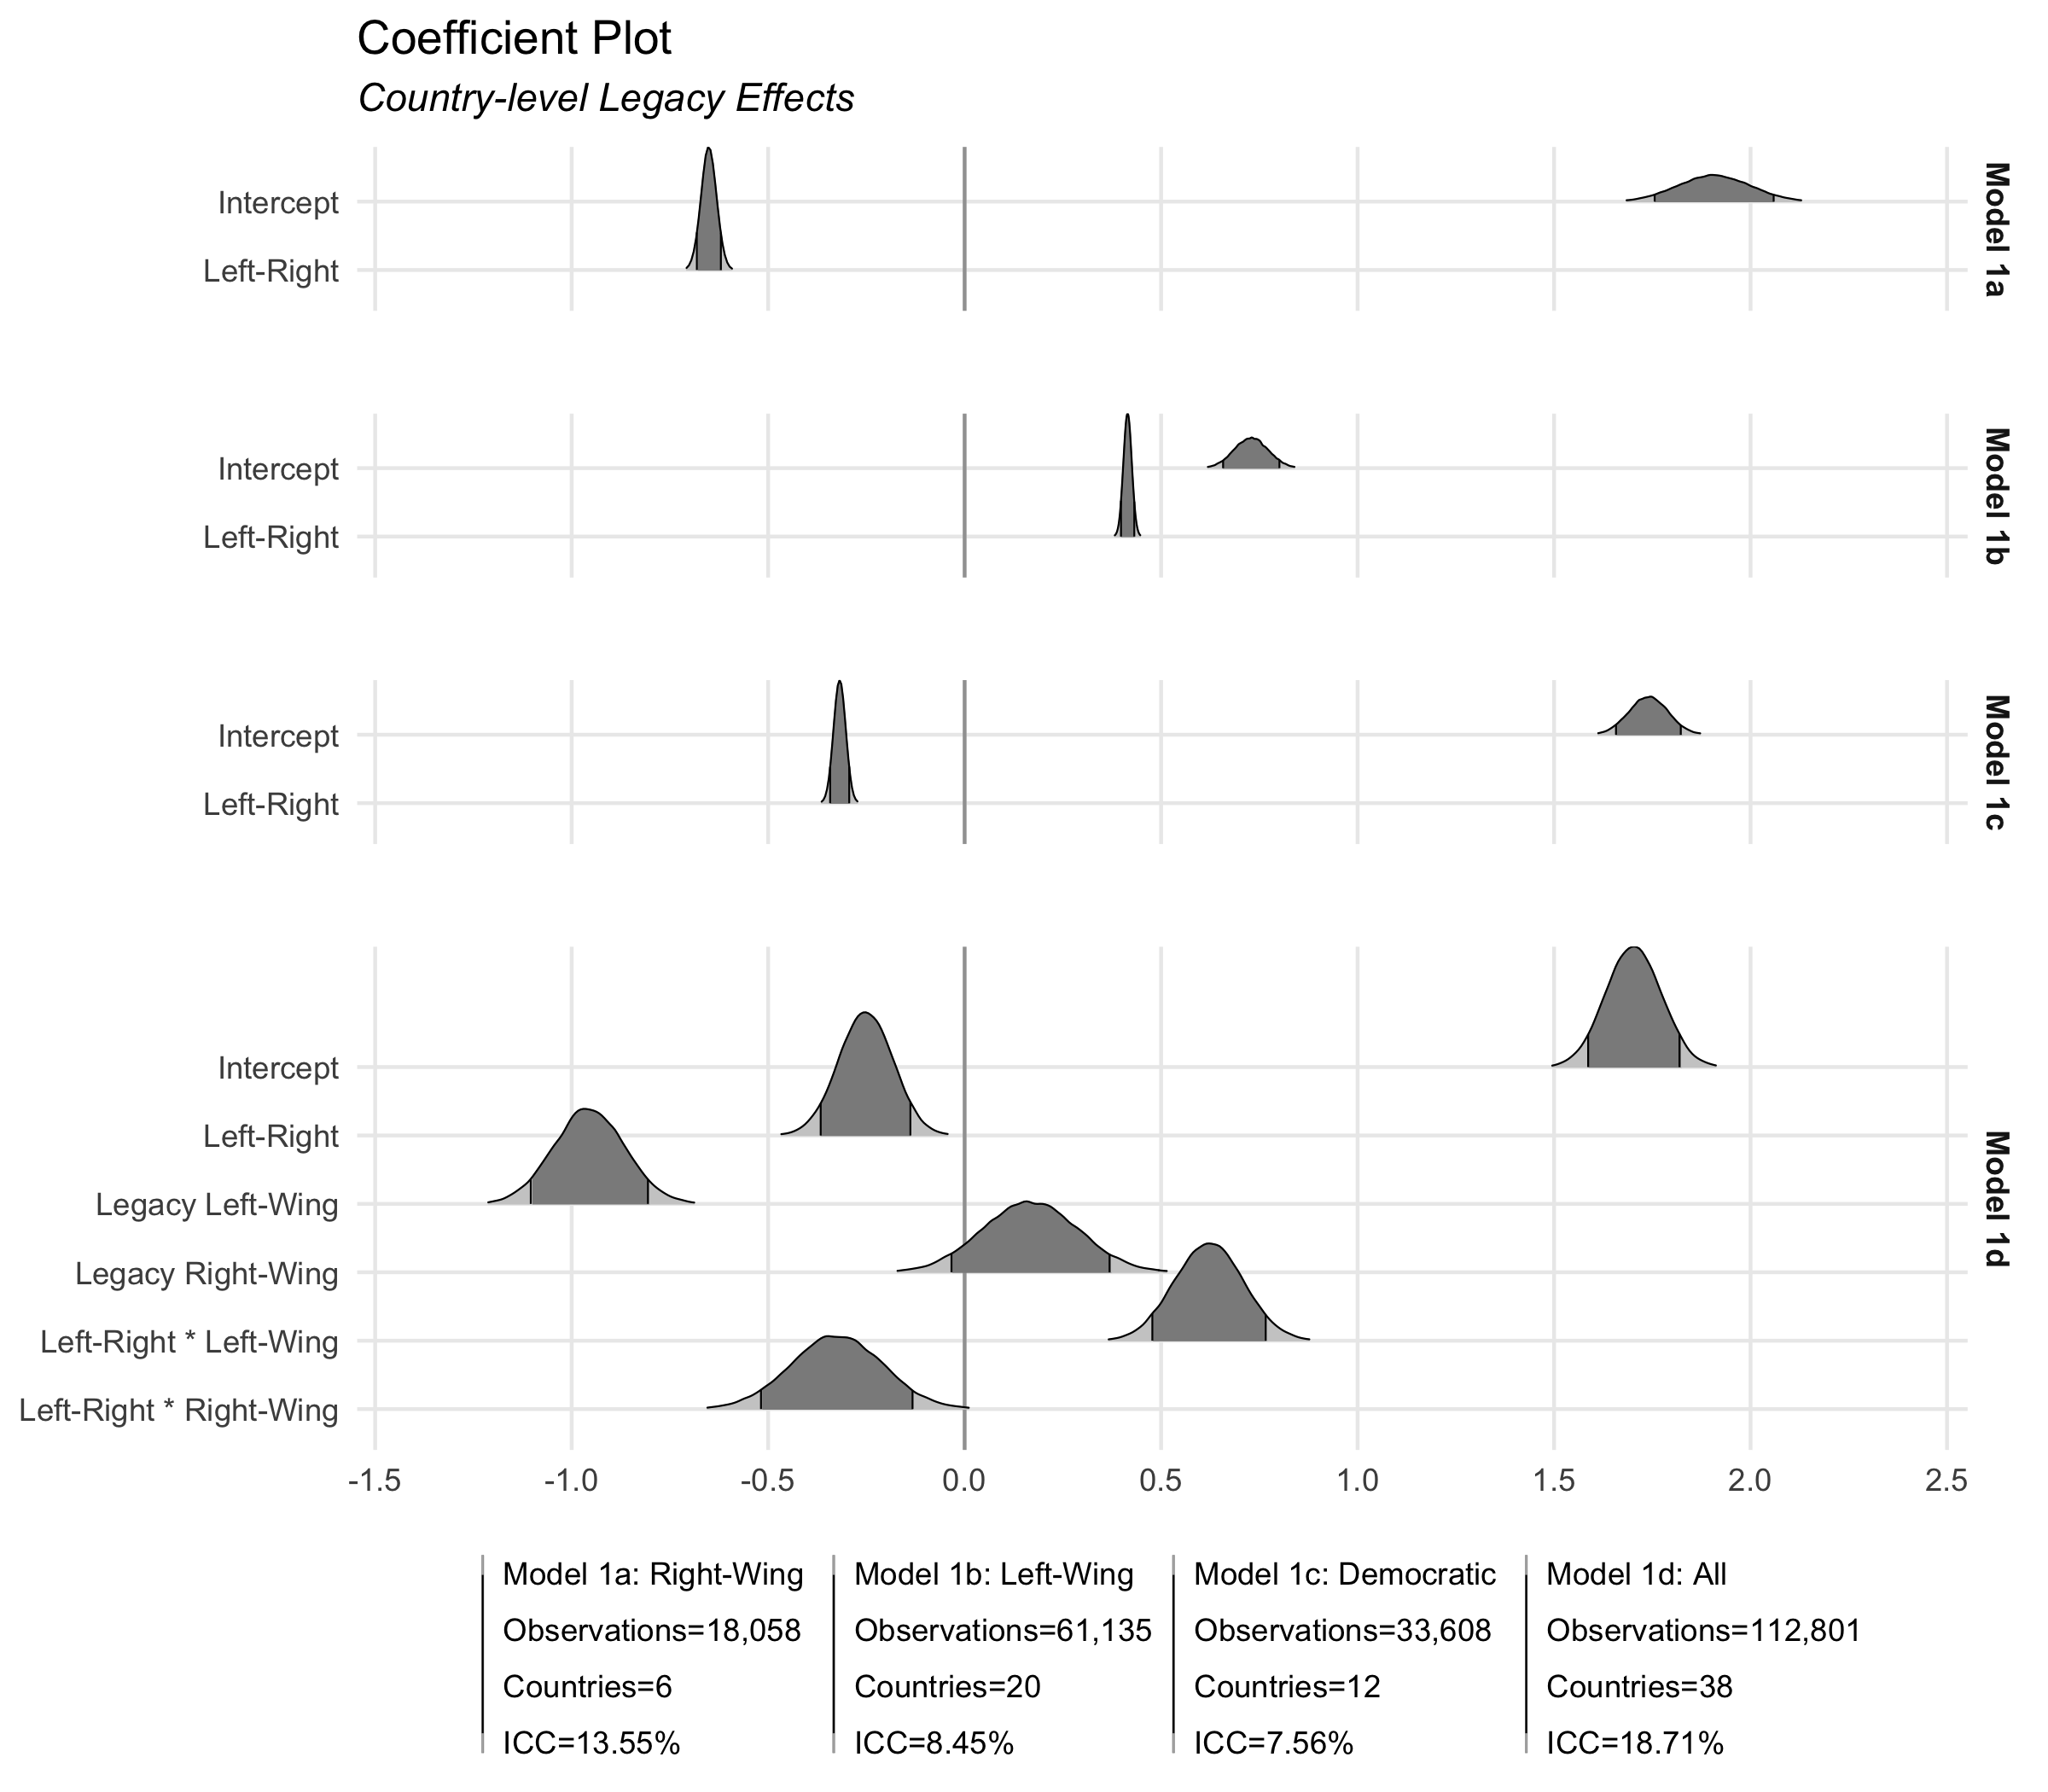 Coefficient Plot
Country-level Legacy Effects
Intercept
Left-Right
Model 1a
Intercept
Left-Right
Model 1b
Intercept
Left-Right
Model 1c
Intercept
Left-Right
Legacy Left-Wing
Legacy Right-Wing
Left-Right * Left-Wing
Left-Right * Right-Wing
Model 1d
-1.5 -1.0 -0.5 0.0 0.5 1.0 1.5 2.0 2.5
Model 1a: Right-Wing
Observations=18,058
Countries=6
ICC=13.55%
Model 1b: Left-Wing
Observations=61,135
Countries=20
ICC=8.45%
Model 1c: Democratic
Observations=33,608
Countries=12
ICC=7.56%
Model 1d: All
Observations=112,801
Countries=38
ICC=18.71%